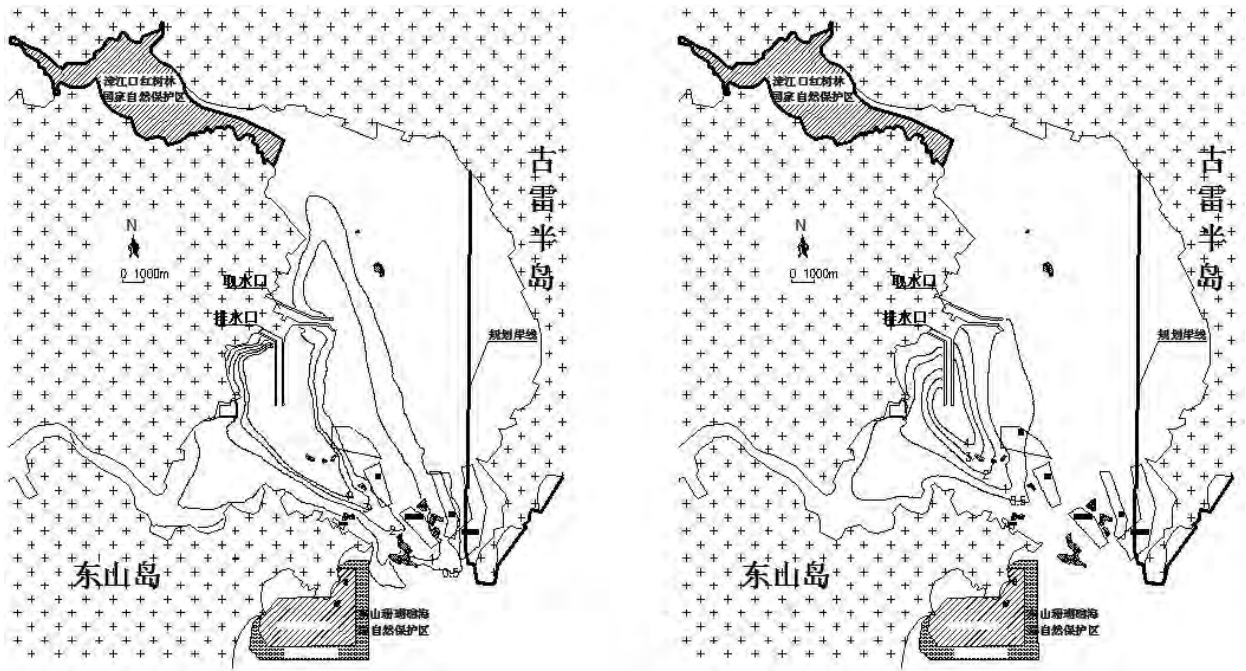 漳江口红树林
国家自然保护区
古雷半岛
N
0 1000m
取水口
排水口
规划岸线
东山岛
山珊瑚礁海
自然保护区
漳江口红树林
国家自然保护区
古雷半岛
N
0 1000m
取水口
排水口
规划岸线
东山岛
山珊瑚礁海
自然保护区